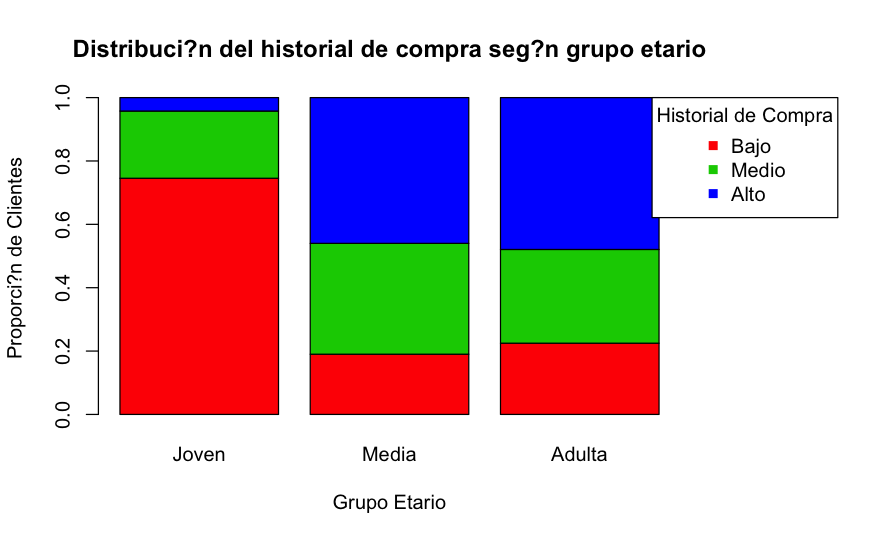 Distribuci?n del historial de compra seg?n grupo etario
Proporci?n de Clientes
1.0
0.8
0.6
0.4
0.2
0.0
Historial de Compra
Bajo
Medio
Alto
Joven Media Adulta
Grupo Etario